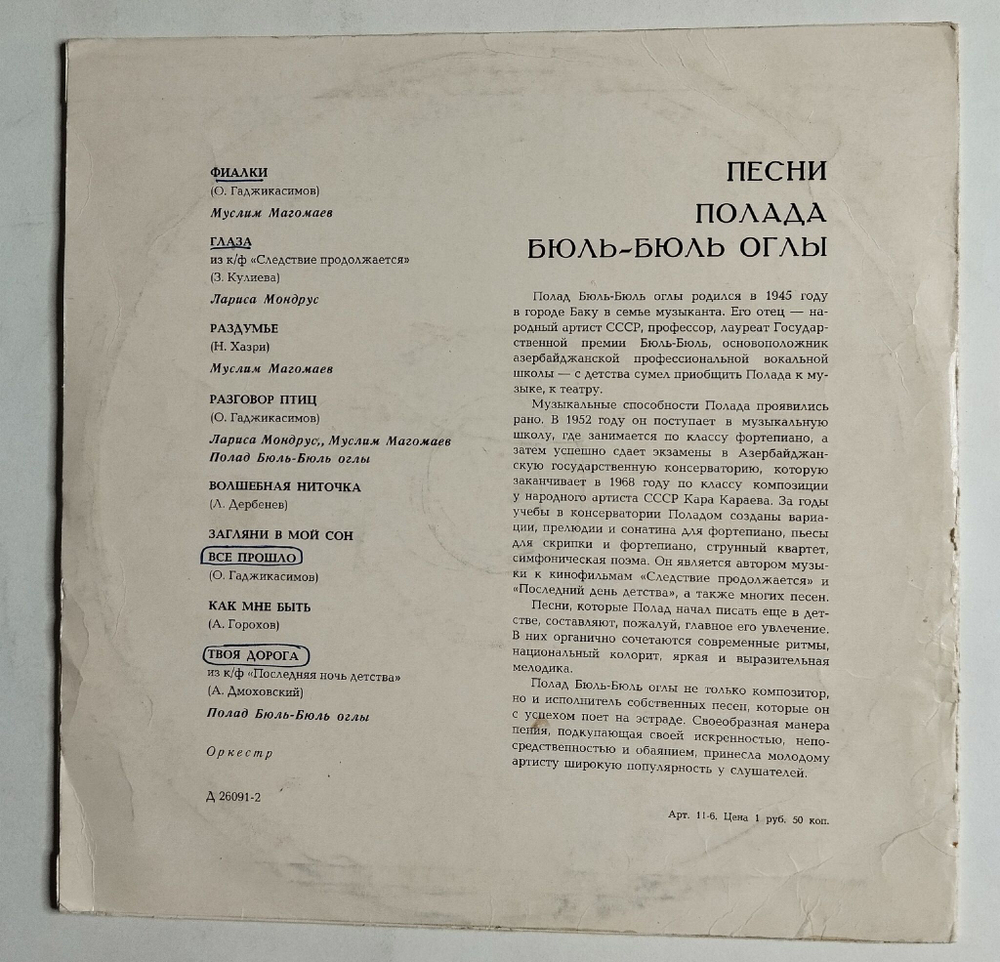 ФИАЛКИ
(О. Гаджикасимов)
Муслим Магомаев
ГЛАЗА
из к/ф «Следствие продолжается»
(З. Кулиева)
Лариса Мондрус
РАЗДУМЬЕ
(Н. Хазри)
Муслим Магомаев
РАЗГОВОР ПТИЦ
(О. Гаджикасимов)
Лариса Мондрус,, Муслим Магомаев
Полад Бюль-Бюль оглы
ВОЛШЕБНАЯ НИТОЧКА
(Л. Дербенев)
ЗАГЛЯНИ В МОЙ СОН
ВСЕ ПРОШЛО
(О. Гаджикасимов)
КАК МНЕ БЫТЬ
(А. Горохов)
ТВОЯ ДОРОГА
из к/ф «Последняя ночь детства»
(А. Дмоховский)
Полад Бюль-Бюль оглы
Оркестр
Д 26091-2
ПЕСНИ
ПОЛАДА
БЮЛЬ-БЮЛЬ ОГЛЫ
Полад Бюль-Бюль оглы родился в 1945 году
в городе Баку в семье музыканта. Его отец — на-
родный артист СССР, профессор, лауреат Государ-
ственной премии Бюль-Бюль, основоположник
азербайджанской профессиональной вокальной
школы — с детства сумел приобщить Полада к му-
зыке, к театру.
Музыкальные способности Полада проявились
рано. В 1952 году он поступает в музыкальную
школу, где занимается по классу фортепиано, а
затем успешно сдает экзамены в Азербайджан-
скую государственную консерваторию, которую
заканчивает в 1968 году по классу композиции
у народного артиста СССР Кара Караева. За годы
учебы в консерватории Поладом созданы вариа-
ции, прелюдии и сонатина для фортепиано, пьесы
для скрипки и фортепиано, струнный квартет,
симфоническая поэма. Он является автором музы-
ки к кинофильмам «Следствие продолжается» и
«Последний день детства», а также многих песен.
Песни, которые Полад начал писать еще в дет-
стве, составляют, пожалуй, главное его увлечение.
В них органично сочетаются современные ритмы,
национальный колорит, яркая и выразительная
мелодика.
Полад Бюль-Бюль оглы не только композитор,
но и исполнитель собственных песен, которые он
с успехом поет на эстраде. Своеобразная манера
пения, подкупающая своей искренностью, непо-
средственностью и обаянием, принесла молодому
артисту широкую популярность у слушателей.
Арт. 11-6. Цена 1 руб. 50 коп.